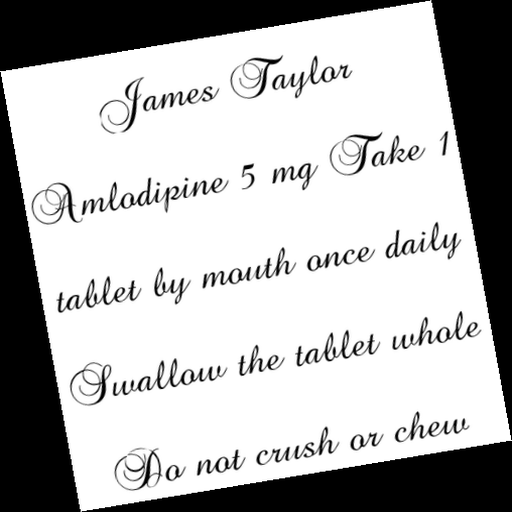 James Taylor
Amlodipine 5 mg Take 1
tablet by mouth once daily
Swallow the tablet whole
Do not crush or chew